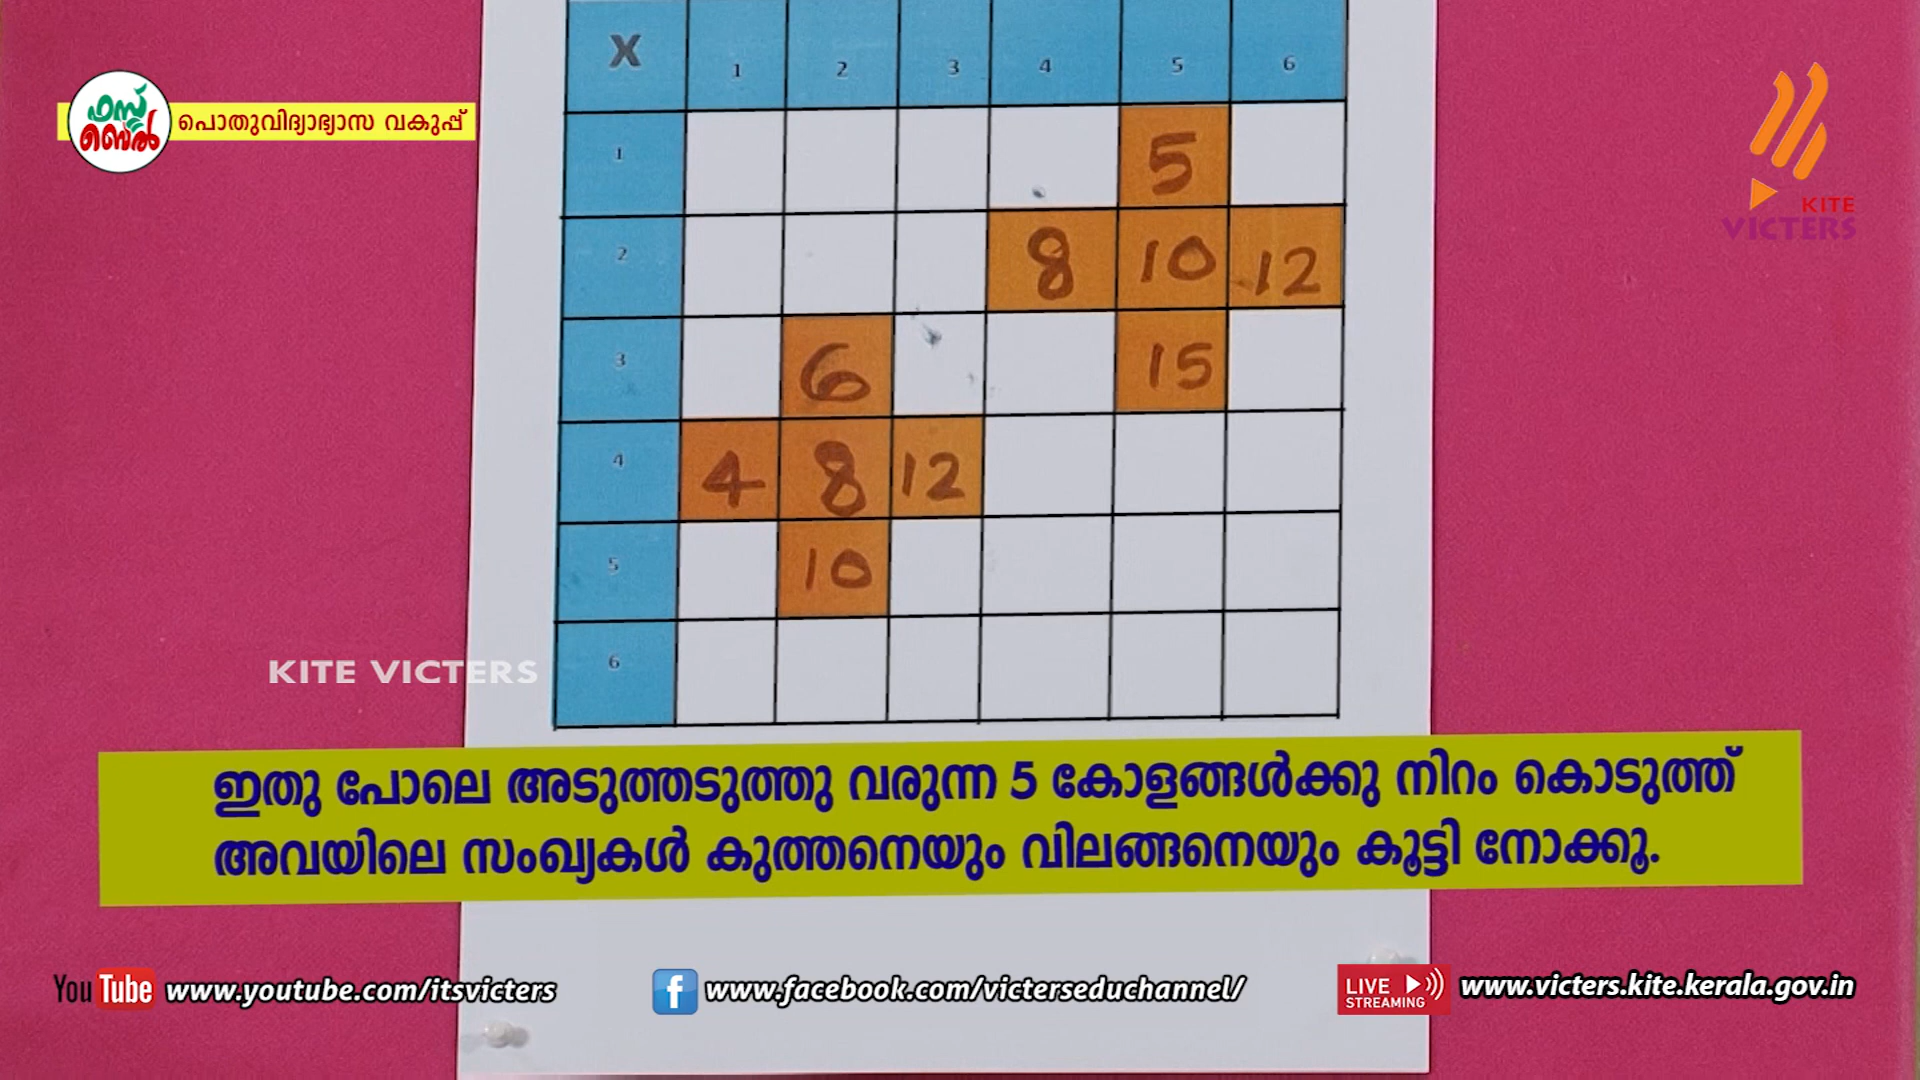 ഫസ്റ്റ്
ബെൽ
പൊതുവിദ്യാഭ്യാസ വകുപ്പ്
KITE
VICTERS
X 1 2 3 4 5 6
1 5
2 8 10 12
3 6 15
4 4 8 12
5 10
6
KITE VICTERS
ഇതു പോലെ അടുത്തടുത്തു വരുന്ന 5 കോളങ്ങൾക്കു നിറം കൊടുത്ത്
അവയിലെ സംഖ്യകൾ കുത്തനെയും വിലങ്ങനെയും കൂട്ടി നോക്കൂ.
YouTube www.youtube.com/itsvicters
f www.facebook.com/victerseduchannel/
LIVE STREAMING www.victers.kite.kerala.gov.in